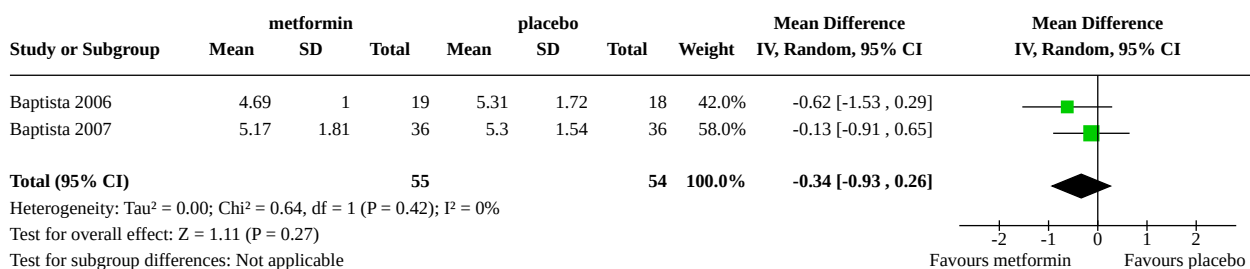 metformin placebo Mean Difference Mean Difference
Study or Subgroup Mean SD Total Mean SD Total Weight IV, Random, 95% CI IV, Random, 95% CI
Baptista 2006 4.69 1 19 5.31 1.72 18 42.0% -0.62 [-1.53 , 0.29]
Baptista 2007 5.17 1.81 36 5.3 1.54 36 58.0% -0.13 [-0.91 , 0.65]
Total (95% CI) 55 54 100.0% -0.34 [-0.93 , 0.26]
Heterogeneity: Tau² = 0.00; Chi² = 0.64, df = 1 (P = 0.42); I² = 0%
Test for overall effect: Z = 1.11 (P = 0.27)
-2 -1 0 1 2
Test for subgroup differences: Not applicable Favours metformin Favours placebo